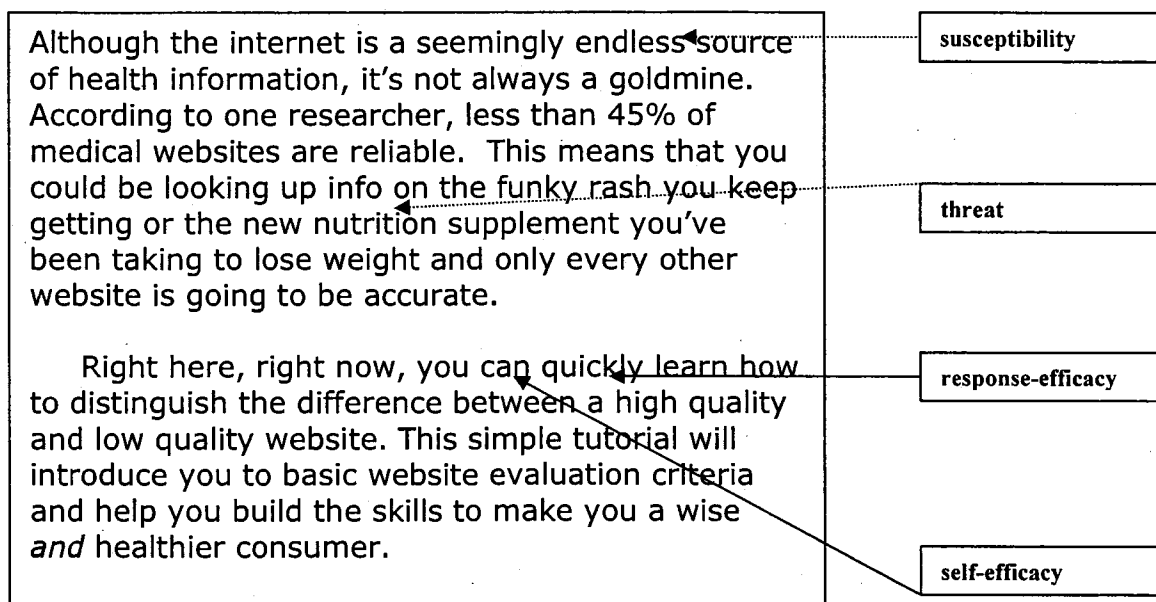 Although the internet is a seemingly endless source
of health information, it's not always a goldmine.
According to one researcher, less than 45% of
medical websites are reliable.  This means that you
could be looking up info on the funky rash you keep
getting or the new nutrition supplement you've
been taking to lose weight and only every other
website is going to be accurate.
Right here, right now, you can quickly learn how
to distinguish the difference between a high quality
and low quality website. This simple tutorial will
introduce you to basic website evaluation criteria
and help you build the skills to make you a wise
and healthier consumer.
susceptibility
threat
response-efficacy
self-efficacy